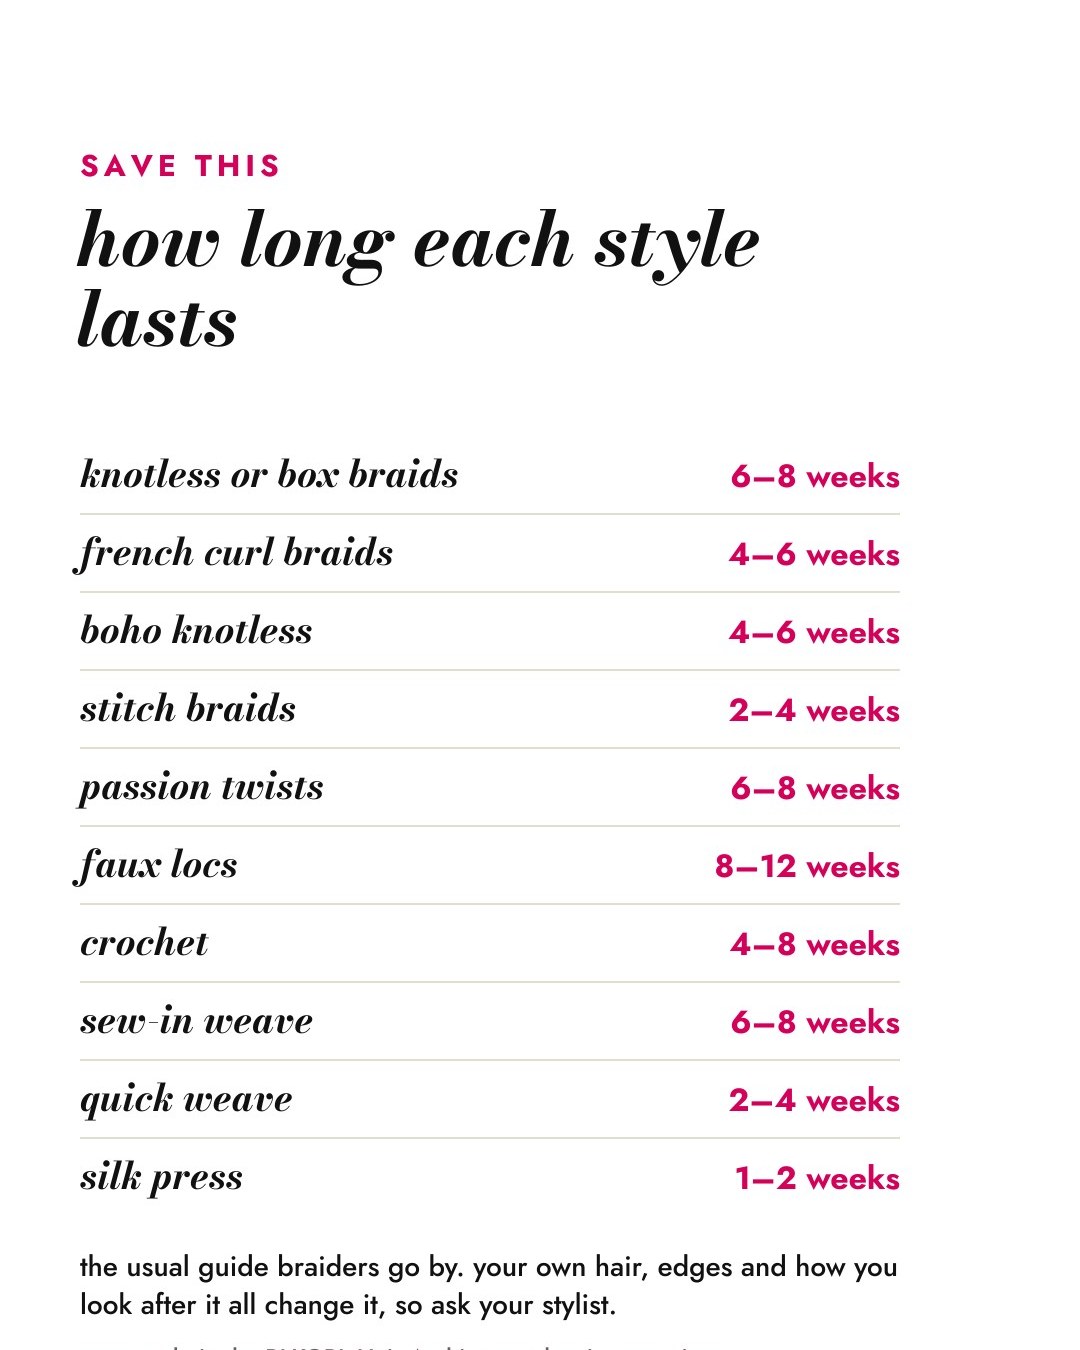 SAVE THIS
how long each style
lasts
knotless or box braids 6–8 weeks
french curl braids 4–6 weeks
boho knotless 4–6 weeks
stitch braids 2–4 weeks
passion twists 6–8 weeks
faux locs 8–12 weeks
crochet 4–8 weeks
sew-in weave 6–8 weeks
quick weave 2–4 weeks
silk press 1–2 weeks
the usual guide braiders go by. your own hair, edges and how you
look after it all change it, so ask your stylist.